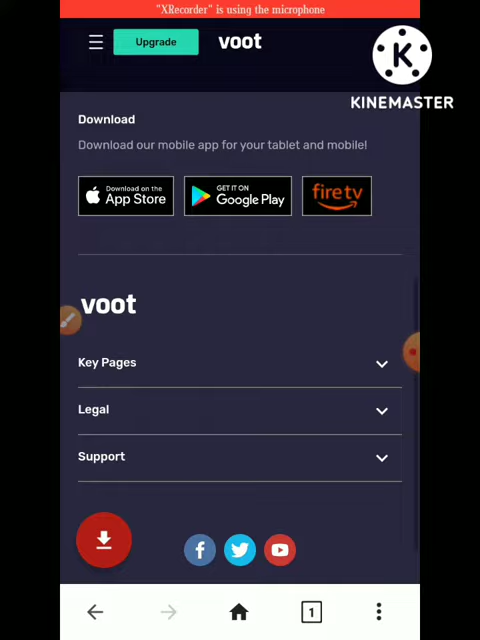 "XRecorder" is using the microphone
Upgrade
voot
K
KINEMASTER
Download
Download our mobile app for your tablet and mobile!
Download on the
App Store
GET IT ON
Google Play
fire tv
voot
Key Pages
Legal
Support
f
1